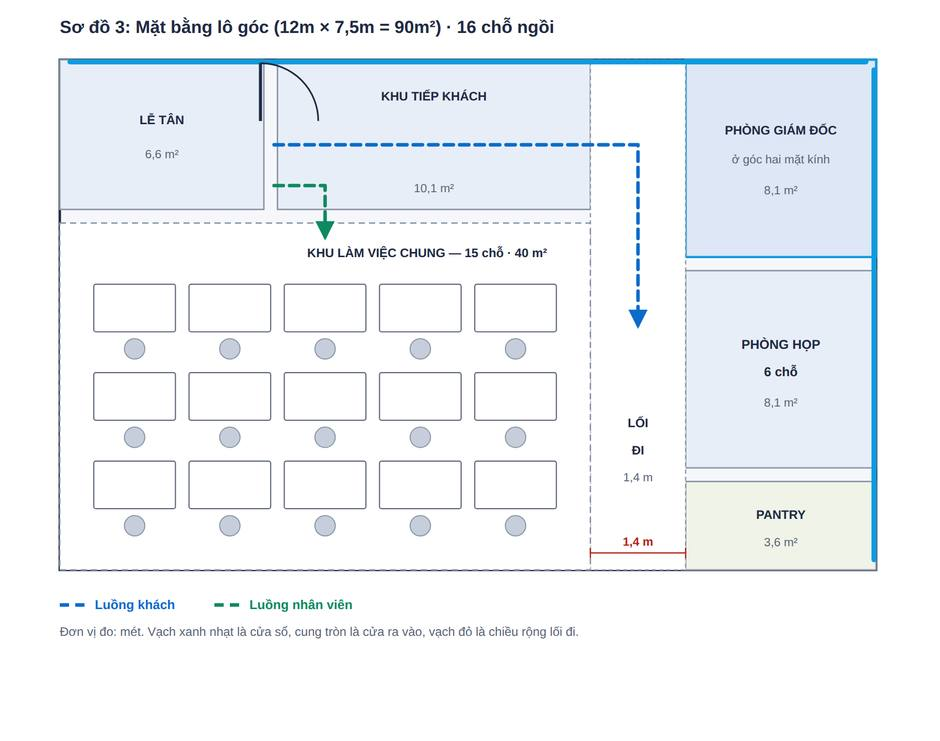 Sơ đồ 3: Mặt bằng lô góc (12m × 7,5m = 90m²) · 16 chỗ ngồi
LỄ TÂN
6,6 m²
KHU TIẾP KHÁCH
10,1 m²
PHÒNG GIÁM ĐỐC
ở góc hai mặt kính
8,1 m²
KHU LÀM VIỆC CHUNG — 15 chỗ · 40 m²
PHÒNG HỌP
6 chỗ
8,1 m²
LỐI
ĐI
1,4 m
1,4 m
PANTRY
3,6 m²
Luồng khách
Luồng nhân viên
Đơn vị đo: mét. Vạch xanh nhạt là cửa sổ, cung tròn là cửa ra vào, vạch đỏ là chiều rộng lối đi.